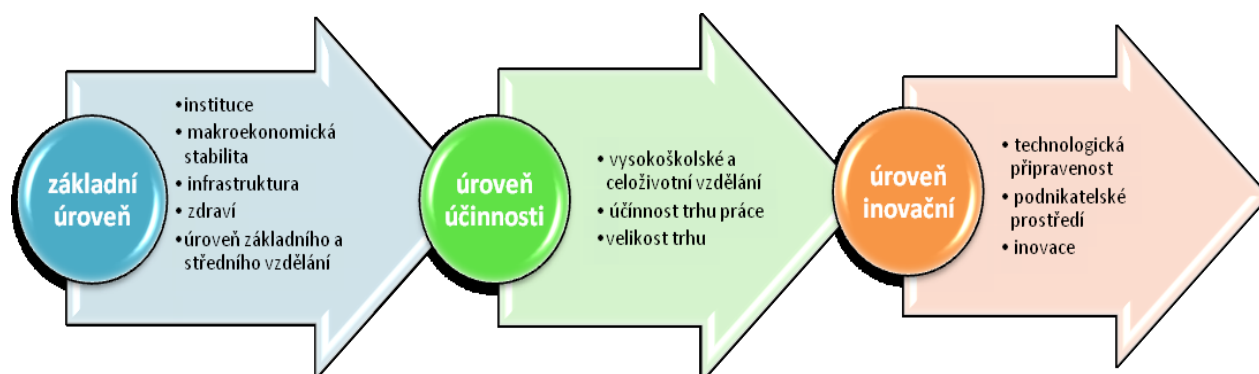 základní
úroveň
•instituce
• makroekonomická
stabilita
•infrastruktura
• zdraví
•úroveň základního a
středního vzdělání
úroveň
účinnosti
• vysokoškolské a
celoživotní vzdělání
• účínnost trhu práce
•velikost trhu
úroveň
inovační
• technologická
připravenost
• podnikatelské
prostředí
• inovace